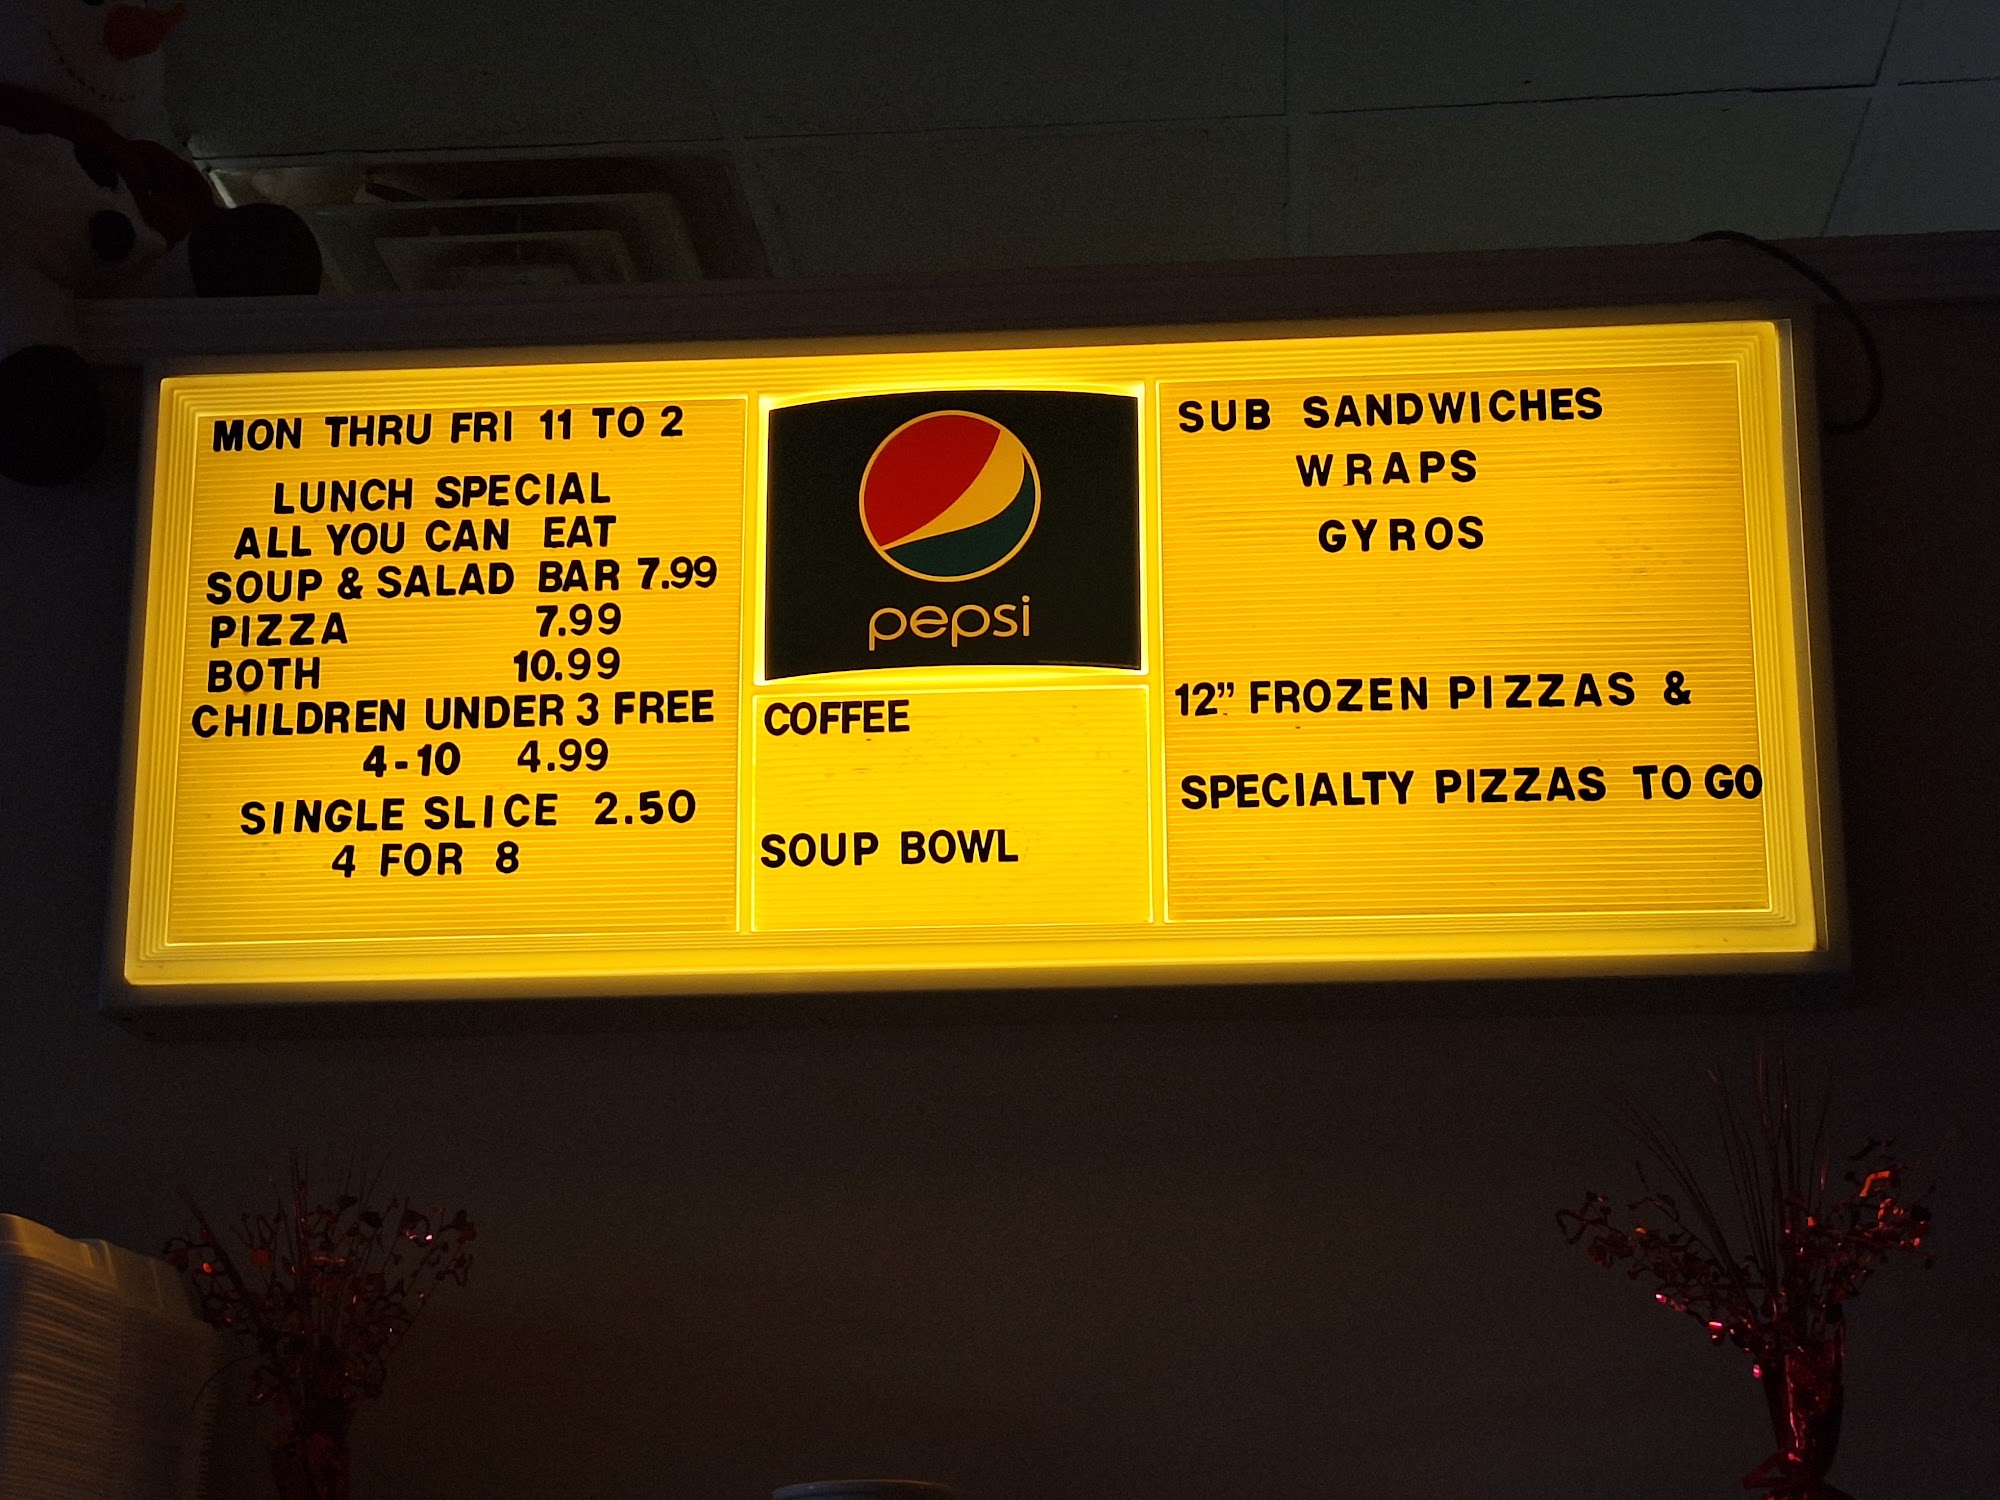 MON THRU FRI 11 TO 2
LUNCH SPECIAL
ALL YOU CAN EAT
SOUP & SALAD BAR 7.99
PIZZA 7.99
BOTH 10.99
CHILDREN UNDER 3 FREE
4-10 4.99
SINGLE SLICE 2.50
4 FOR 8
pepsi
COFFEE
SOUP BOWL
SUB SANDWICHES
WRAPS
GYROS
12” FROZEN PIZZAS &
SPECIALTY PIZZAS TO GO